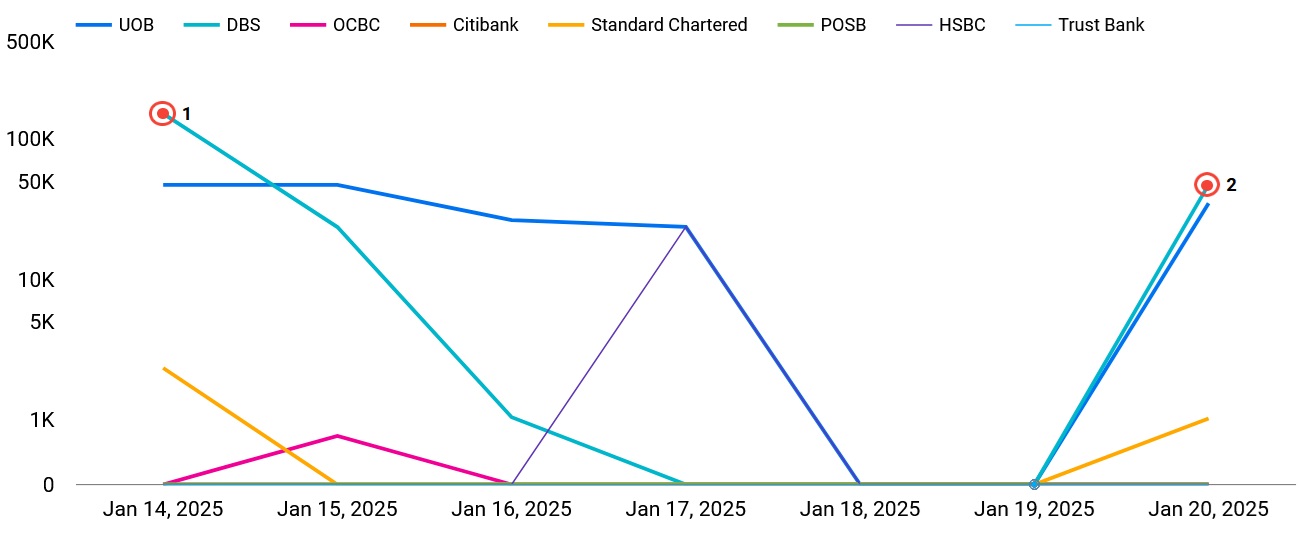 UOB DBS OCBC Citibank Standard Chartered POSB HSBC Trust Bank
500K
1
100K
50K
2
10K
5K
1K
0
Jan 14, 2025 Jan 15, 2025 Jan 16, 2025 Jan 17, 2025 Jan 18, 2025 Jan 19, 2025 Jan 20, 2025